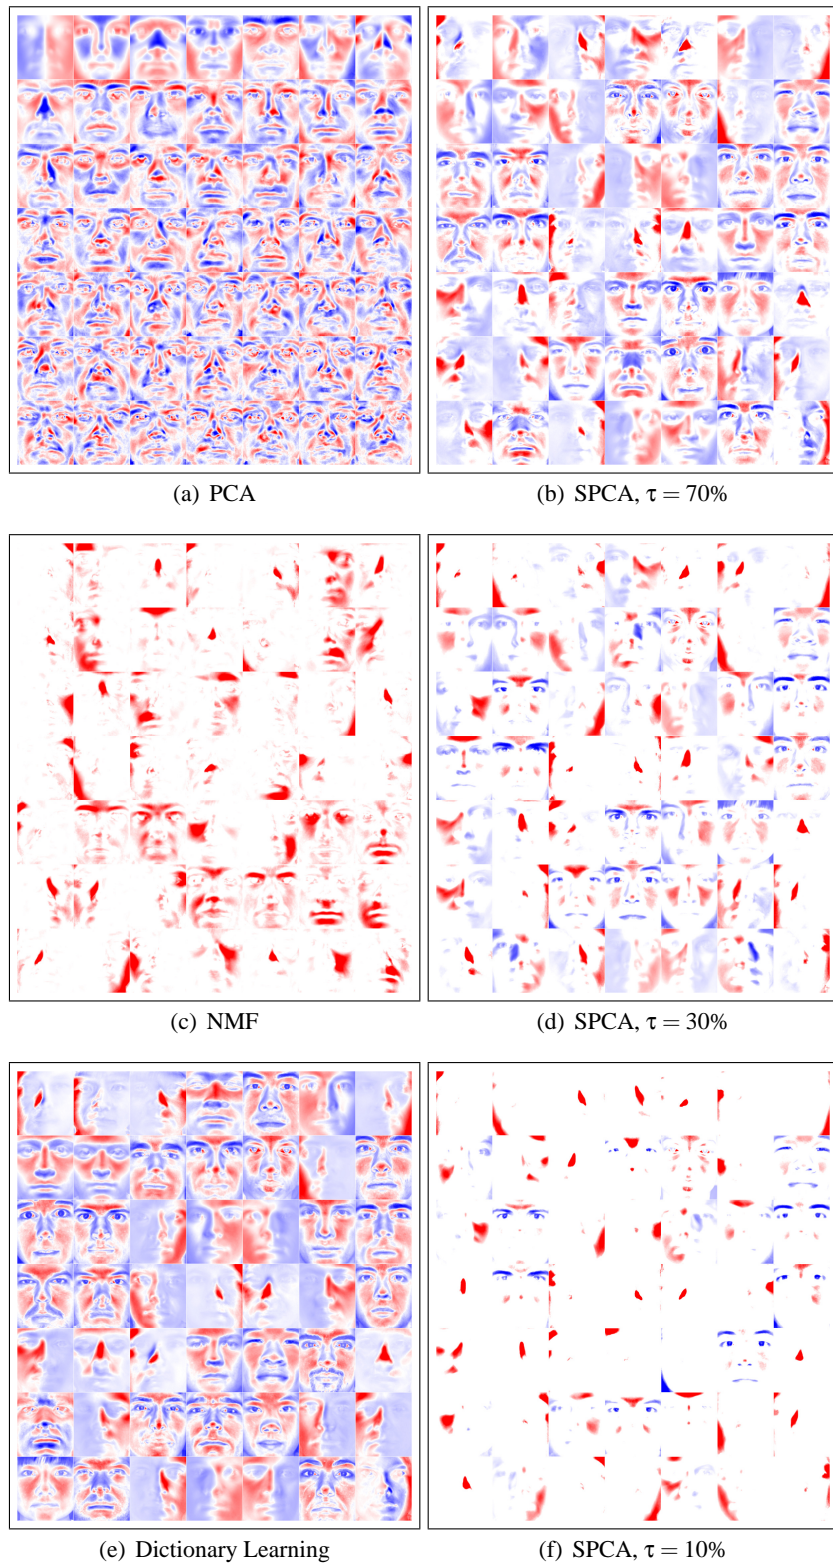 (a) PCA
(b) SPCA, τ = 70%
(c) NMF
(d) SPCA, τ = 30%
(e) Dictionary Learning
(f) SPCA, τ = 10%